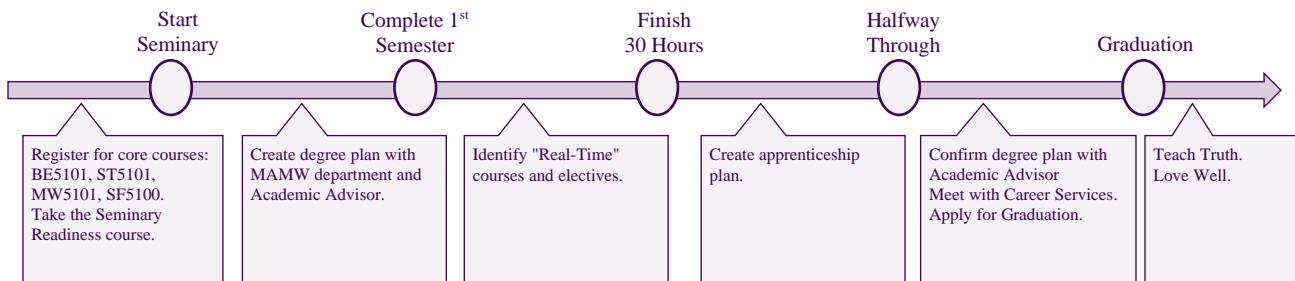 Start
Seminary
Complete 1st
Semester
Finish
30 Hours
Halfway
Through
Graduation
Register for core courses:
BE5101, ST5101,
MW5101, SF5100.
Take the Seminary
Readiness course.
Create degree plan with
MAMW department and
Academic Advisor.
Identify "Real-Time"
courses and electives.
Create apprenticeship
plan.
Confirm degree plan with
Academic Advisor
Meet with Career Services.
Apply for Graduation.
Teach Truth.
Love Well.